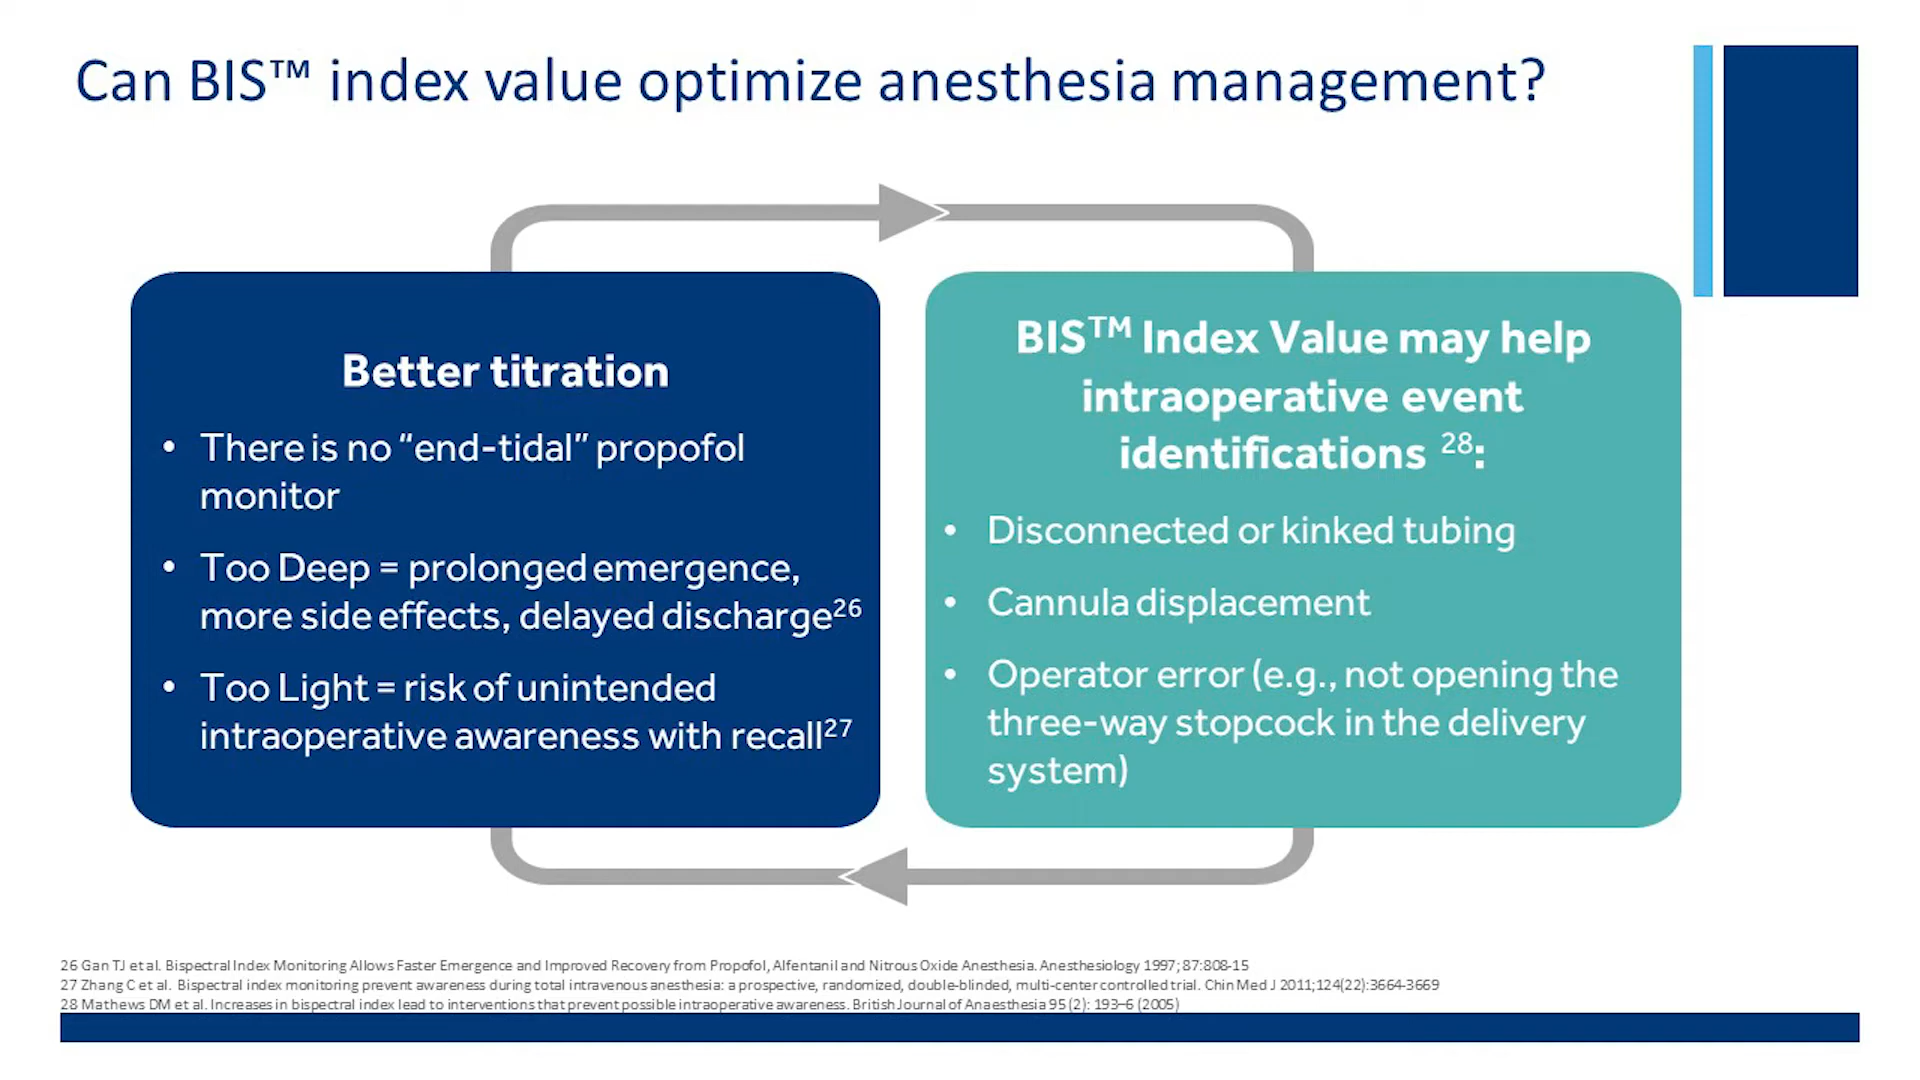 Can BIS™ index value optimize anesthesia management?
Better titration
• There is no “end-tidal” propofol
monitor
• Too Deep = prolonged emergence,
more side effects, delayed discharge26
• Too Light = risk of unintended
intraoperative awareness with recall27
BISTM Index Value may help
intraoperative event
identifications 28:
• Disconnected or kinked tubing
• Cannula displacement
• Operator error (e.g., not opening the
three-way stopcock in the delivery
system)
26 Gan TJ et al. Bispectral Index Monitoring Allows Faster Emergence and Improved Recovery from Propofol, Alfentanil and Nitrous Oxide Anesthesia. Anesthesiology 1997; 87:808-15
27 Zhang C et al. Bispectral index monitoring prevent awareness during total intravenous anesthesia: a prospective, randomized, double-blinded, multi-center controlled trial. Chin Med J 2011;124(22):3664-3669
28 Mathews DM et al. Increases in bispectral index lead to interventions that prevent possible intraoperative awareness. British Journal of Anaesthesia 95 (2): 193–6 (2005)